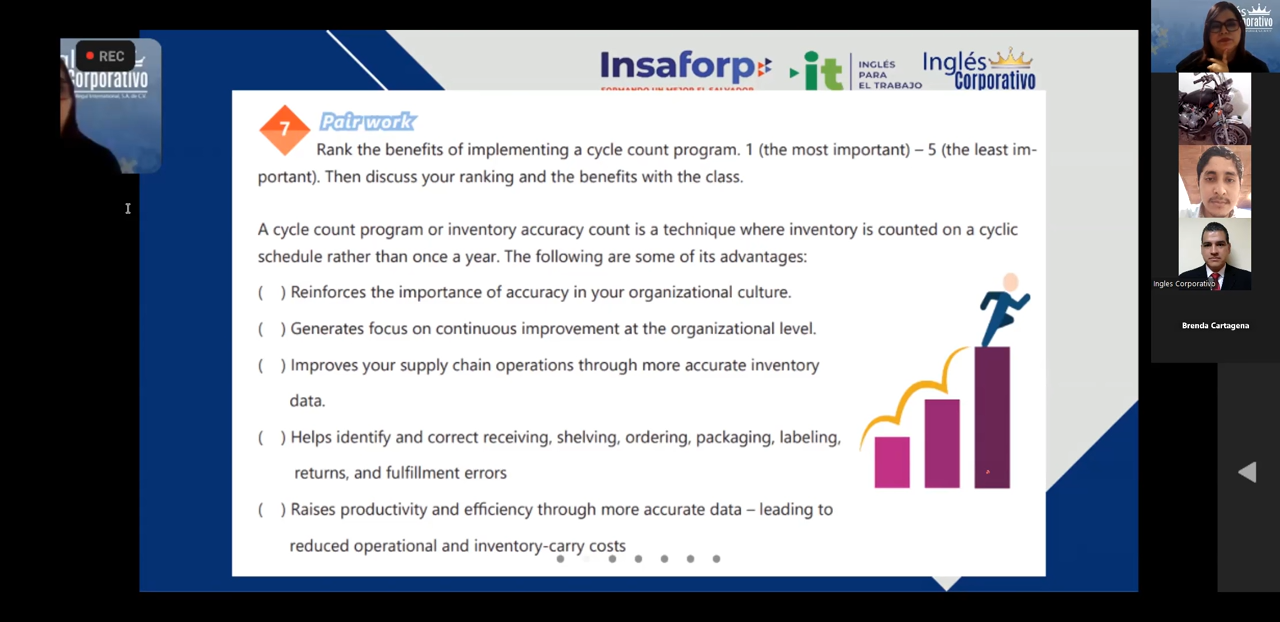 REC
Corporativo
Insaforp
FORMANDO UN MEJOR EL SALVADOR
it
INGLÉS
PARA
EL TRABAJO
Inglés
Corporativo
7
Pair work
Rank the benefits of implementing a cycle count program. 1 (the most important) – 5 (the least im-
portant). Then discuss your ranking and the benefits with the class.
A cycle count program or inventory accuracy count is a technique where inventory is counted on a cyclic
schedule rather than once a year. The following are some of its advantages:
( ) Reinforces the importance of accuracy in your organizational culture.
( ) Generates focus on continuous improvement at the organizational level.
( ) Improves your supply chain operations through more accurate inventory
data.
( ) Helps identify and correct receiving, shelving, ordering, packaging, labeling,
returns, and fulfillment errors
( ) Raises productivity and efficiency through more accurate data – leading to
reduced operational and inventory-carry costs
Ingles Corporativo
Brenda Cartagena